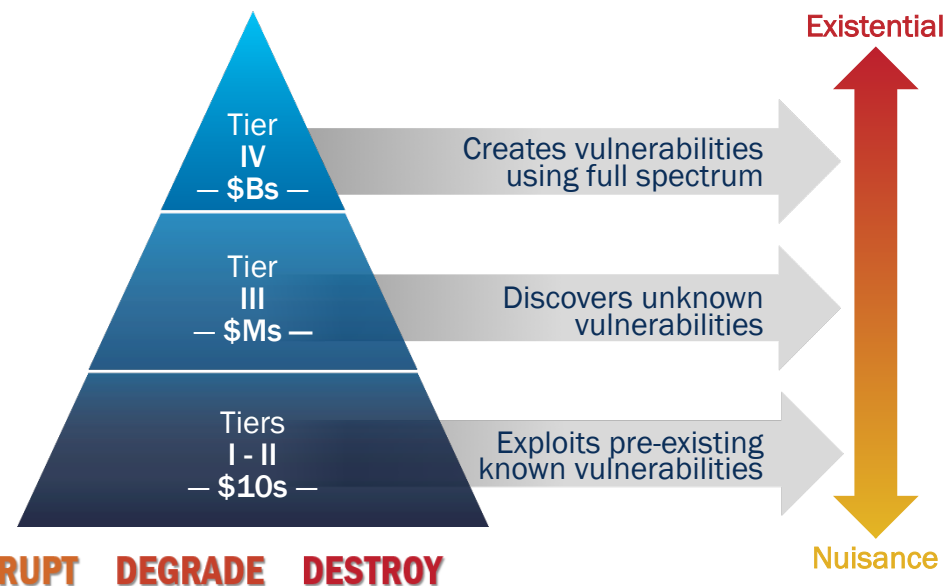 Existential
Tier
IV
— $Bs —
Creates vulnerabilities
using full spectrum
Tier
III
— $Ms —
Discovers unknown
vulnerabilities
Tiers
I - II
— $10s —
Exploits pre-existing
known vulnerabilities
Nuisance
RUPT DEGRADE DESTROY